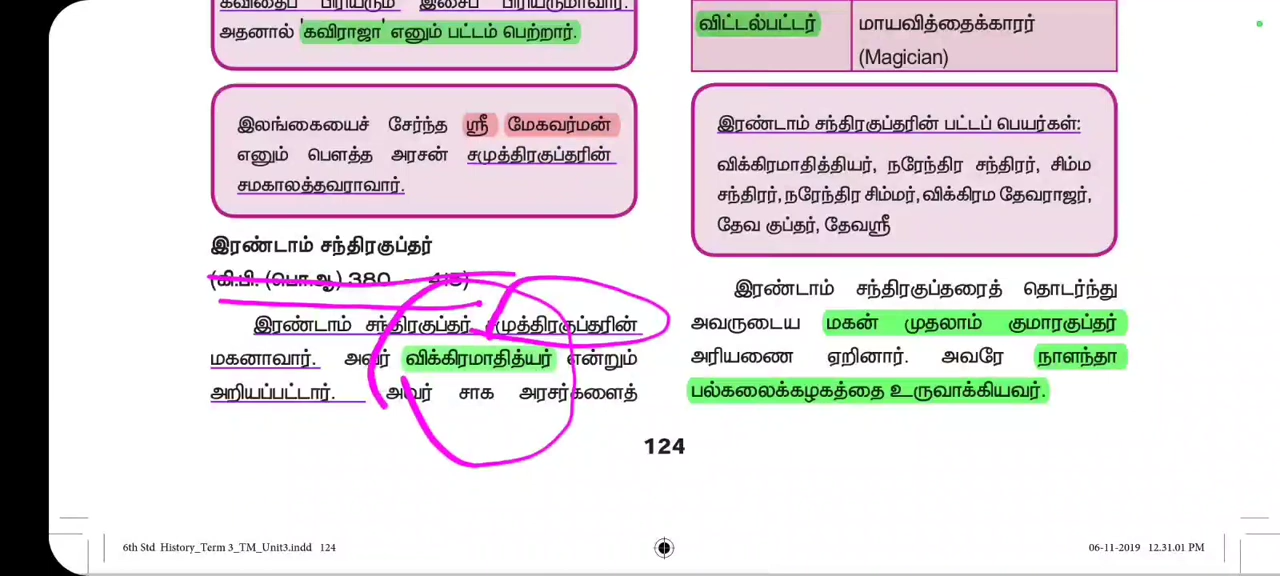 கவிதைப் பிரியரும் இசைப் பிரியருமாவார்.
அதனால் 'கவிராஜா' எனும் பட்டம் பெற்றார்.
இலங்கையைச் சேர்ந்த ஸ்ரீ மேகவர்மன்
எனும் பௌத்த அரசன் சமுத்திரகுப்தரின்
சமகாலத்தவராவார்.
இரண்டாம் சந்திரகுப்தர்
(கி.பி. (பொ.ஆ) 380 - 415)
இரண்டாம் சந்திரகுப்தர் சமுத்திரகுப்தரின்
மகனாவார். அவர் விக்கிரமாதித்யர் என்றும்
அறியப்பட்டார். அவர் சாக அரசர்களைத்
விட்டல்பட்டர் மாயவித்தைக்காரர்
(Magician)
இரண்டாம் சந்திரகுப்தரின் பட்டப் பெயர்கள்:
விக்கிரமாதித்தியர், நரேந்திர சந்திரர், சிம்ம
சந்திரர், நரேந்திர சிம்மர், விக்கிரம தேவராஜர்,
தேவ குப்தர், தேவஸ்ரீ
இரண்டாம் சந்திரகுப்தரைத் தொடர்ந்து
அவருடைய மகன் முதலாம் குமாரகுப்தர்
அரியணை ஏறினார். அவரே நாளந்தா
பல்கலைக்கழகத்தை உருவாக்கியவர்.
124
6th Std History_Term 3_TM_Unit3.indd 124
06-11-2019 12.31.01 PM